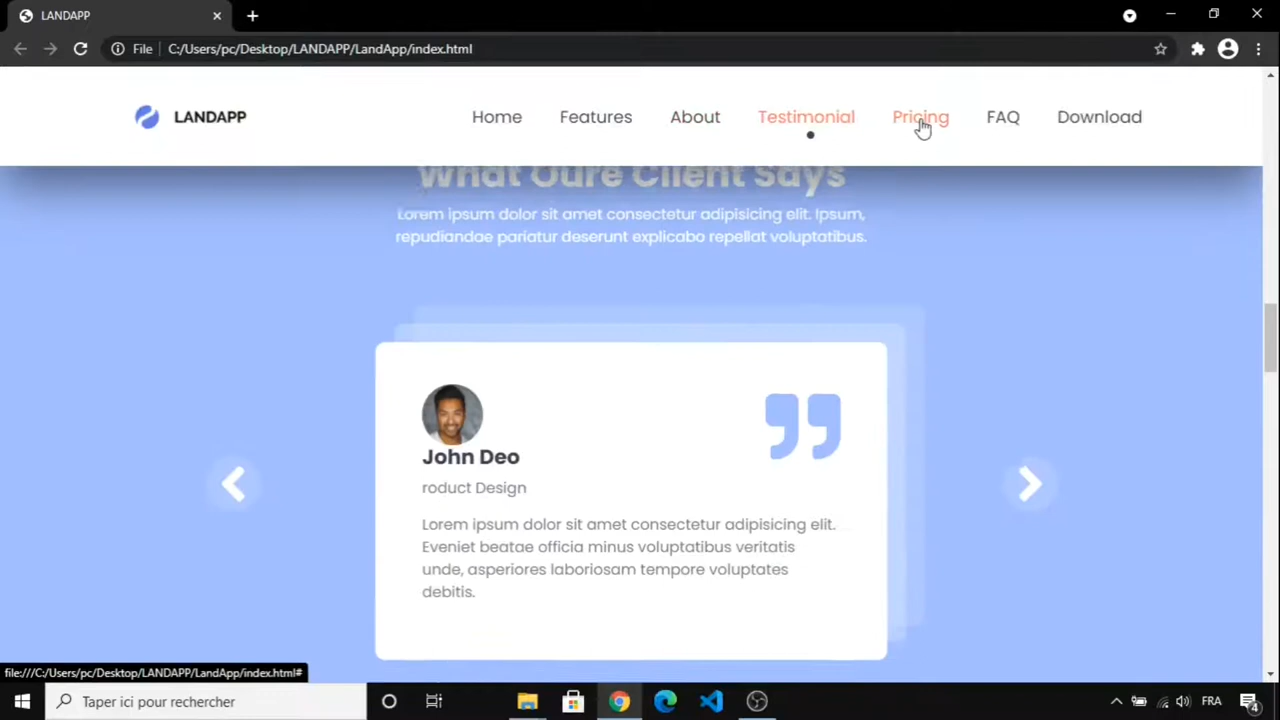 LANDAPP
File C:/Users/pc/Desktop/LANDAPP/LandApp/index.html
LANDAPP Home Features About Testimonial Pricing FAQ Download
What Oure Client Says
Lorem ipsum dolor sit amet consectetur adipisicing elit. Ipsum,
repudiandae pariatur deserunt explicabo repellat voluptatibus.
John Deo
roduct Design
Lorem ipsum dolor sit amet consectetur adipisicing elit.
Eveniet beatae officia minus voluptatibus veritatis
unde, asperiores laboriosam tempore voluptates
debitis.
file:///C:/Users/pc/Desktop/LANDAPP/LandApp/index.html#
Taper ici pour rechercher
FRA
4